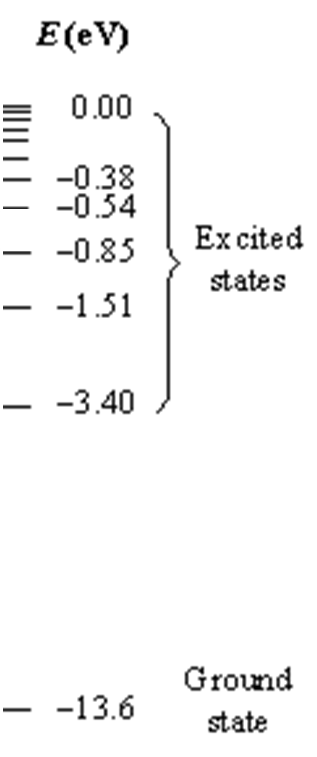 E(eV)
0.00
−0.38
−0.54
−0.85
−1.51
−3.40
Excited
states
−13.6
Ground
state